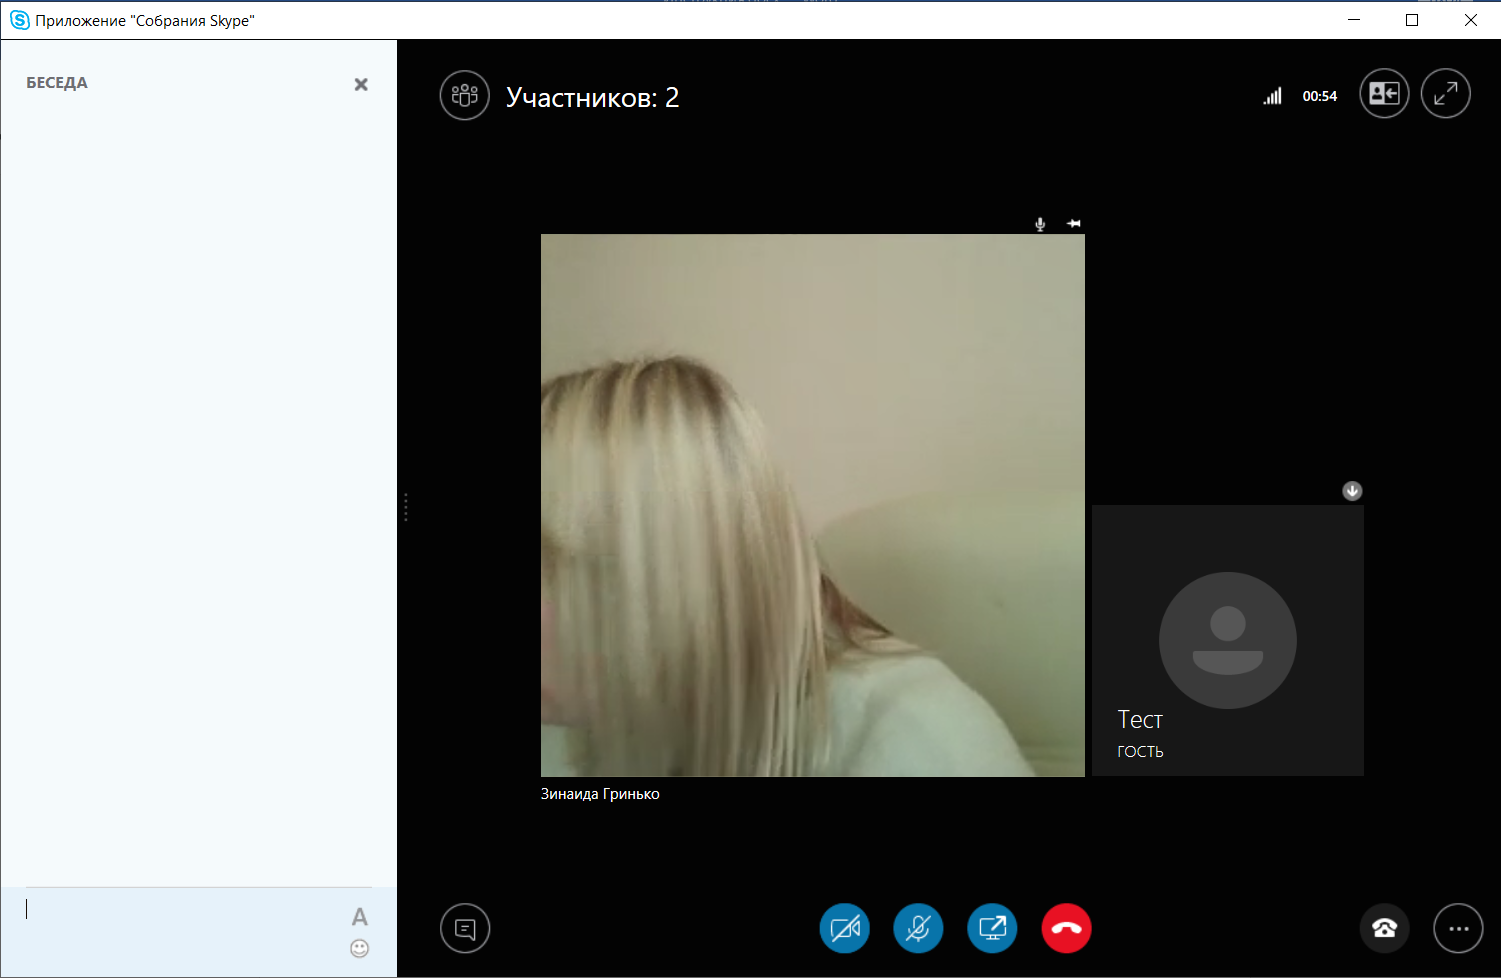 Приложение "Собрания Skype"
БЕСЕДА
Участников: 2
00:54
Зинаида Гринько
Тест
ГОСТЬ
A